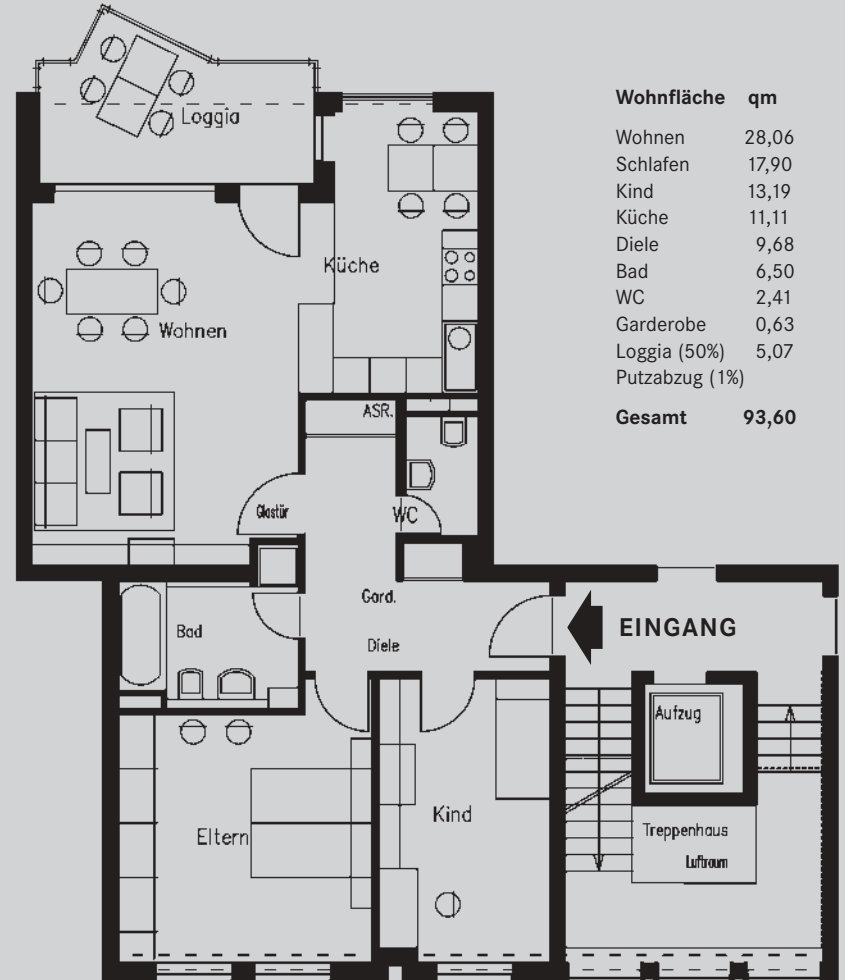 Loggia
Wohnfläche qm
Wohnen 28,06
Schlafen 17,90
Kind 13,19
Küche 11,11
Diele 9,68
Bad 6,50
WC 2,41
Garderobe 0,63
Loggia (50%) 5,07
Putzabzug (1%)
Gesamt 93,60
Küche
Wohnen
ASR.
Glastür
WC
Gard.
Bad
Diele
EINGANG
Aufzug
Eltern
Kind
Treppenhaus
Luftraum